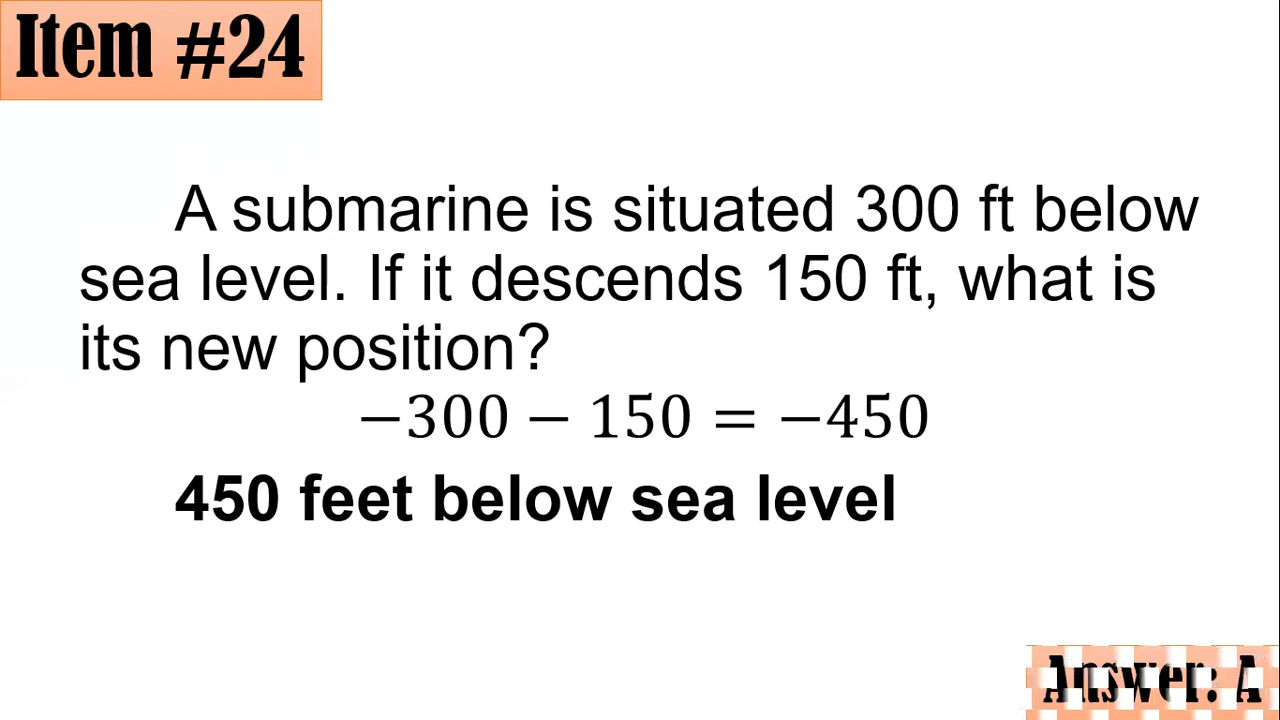 Item #24
A submarine is situated 300 ft below
sea level. If it descends 150 ft, what is
its new position?
−300 − 150 = −450
450 feet below sea level
Answer: A